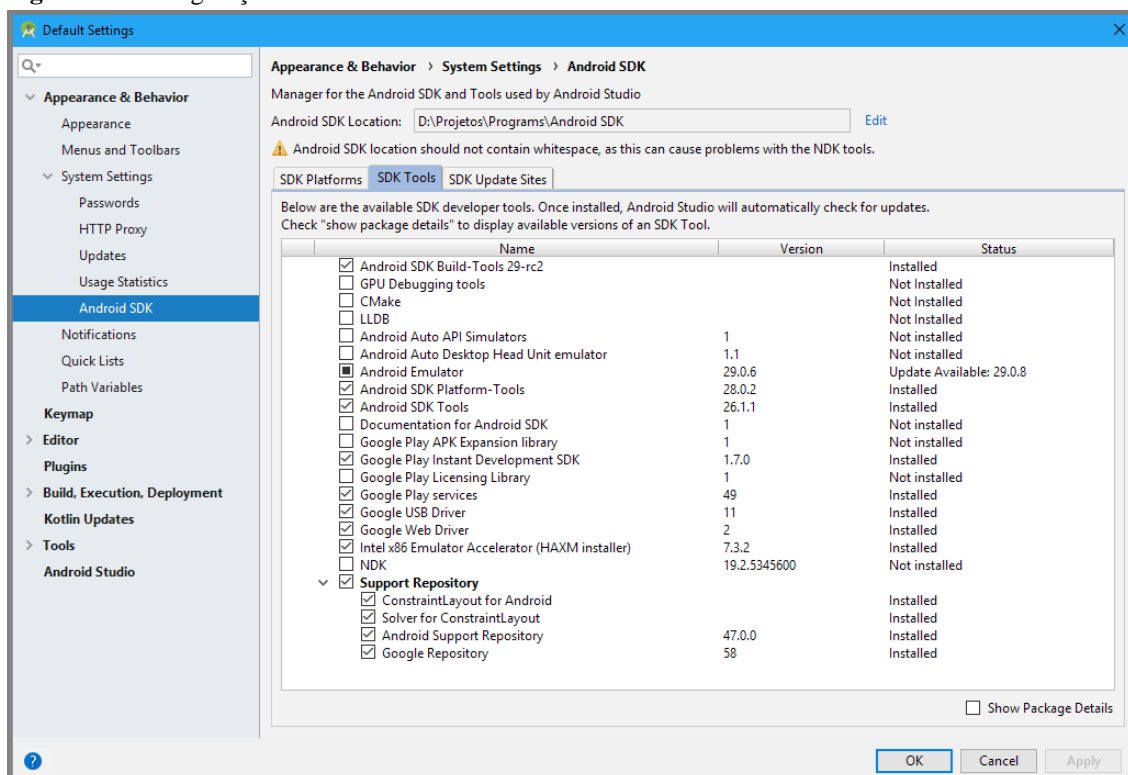 Default Settings
Appearance & Behavior
Appearance
Menus and Toolbars
System Settings
Passwords
HTTP Proxy
Updates
Usage Statistics
Android SDK
Notifications
Quick Lists
Path Variables
Keymap
Editor
Plugins
Build, Execution, Deployment
Kotlin Updates
Tools
Android Studio
Appearance & Behavior › System Settings › Android SDK
Manager for the Android SDK and Tools used by Android Studio
Android SDK Location: D:\Projetos\Programs\Android SDK Edit
Android SDK location should not contain whitespace, as this can cause problems with the NDK tools.
SDK Platforms SDK Tools SDK Update Sites
Below are the available SDK developer tools. Once installed, Android Studio will automatically check for updates.
Check "show package details" to display available versions of an SDK Tool.
Name Version Status
Android SDK Build-Tools 29-rc2 Installed
GPU Debugging tools Not Installed
CMake Not Installed
LLDB Not Installed
Android Auto API Simulators 1 Not installed
Android Auto Desktop Head Unit emulator 1.1 Not installed
Android Emulator 29.0.6 Update Available: 29.0.8
Android SDK Platform-Tools 28.0.2 Installed
Android SDK Tools 26.1.1 Installed
Documentation for Android SDK 1 Not installed
Google Play APK Expansion library 1 Not installed
Google Play Instant Development SDK 1.7.0 Installed
Google Play Licensing Library 1 Not installed
Google Play services 49 Installed
Google USB Driver 11 Installed
Google Web Driver 2 Installed
Intel x86 Emulator Accelerator (HAXM installer) 7.3.2 Installed
NDK 19.2.5345600 Not installed
Support Repository
ConstraintLayout for Android Installed
Solver for ConstraintLayout Installed
Android Support Repository 47.0.0 Installed
Google Repository 58 Installed
Show Package Details
OK Cancel Apply